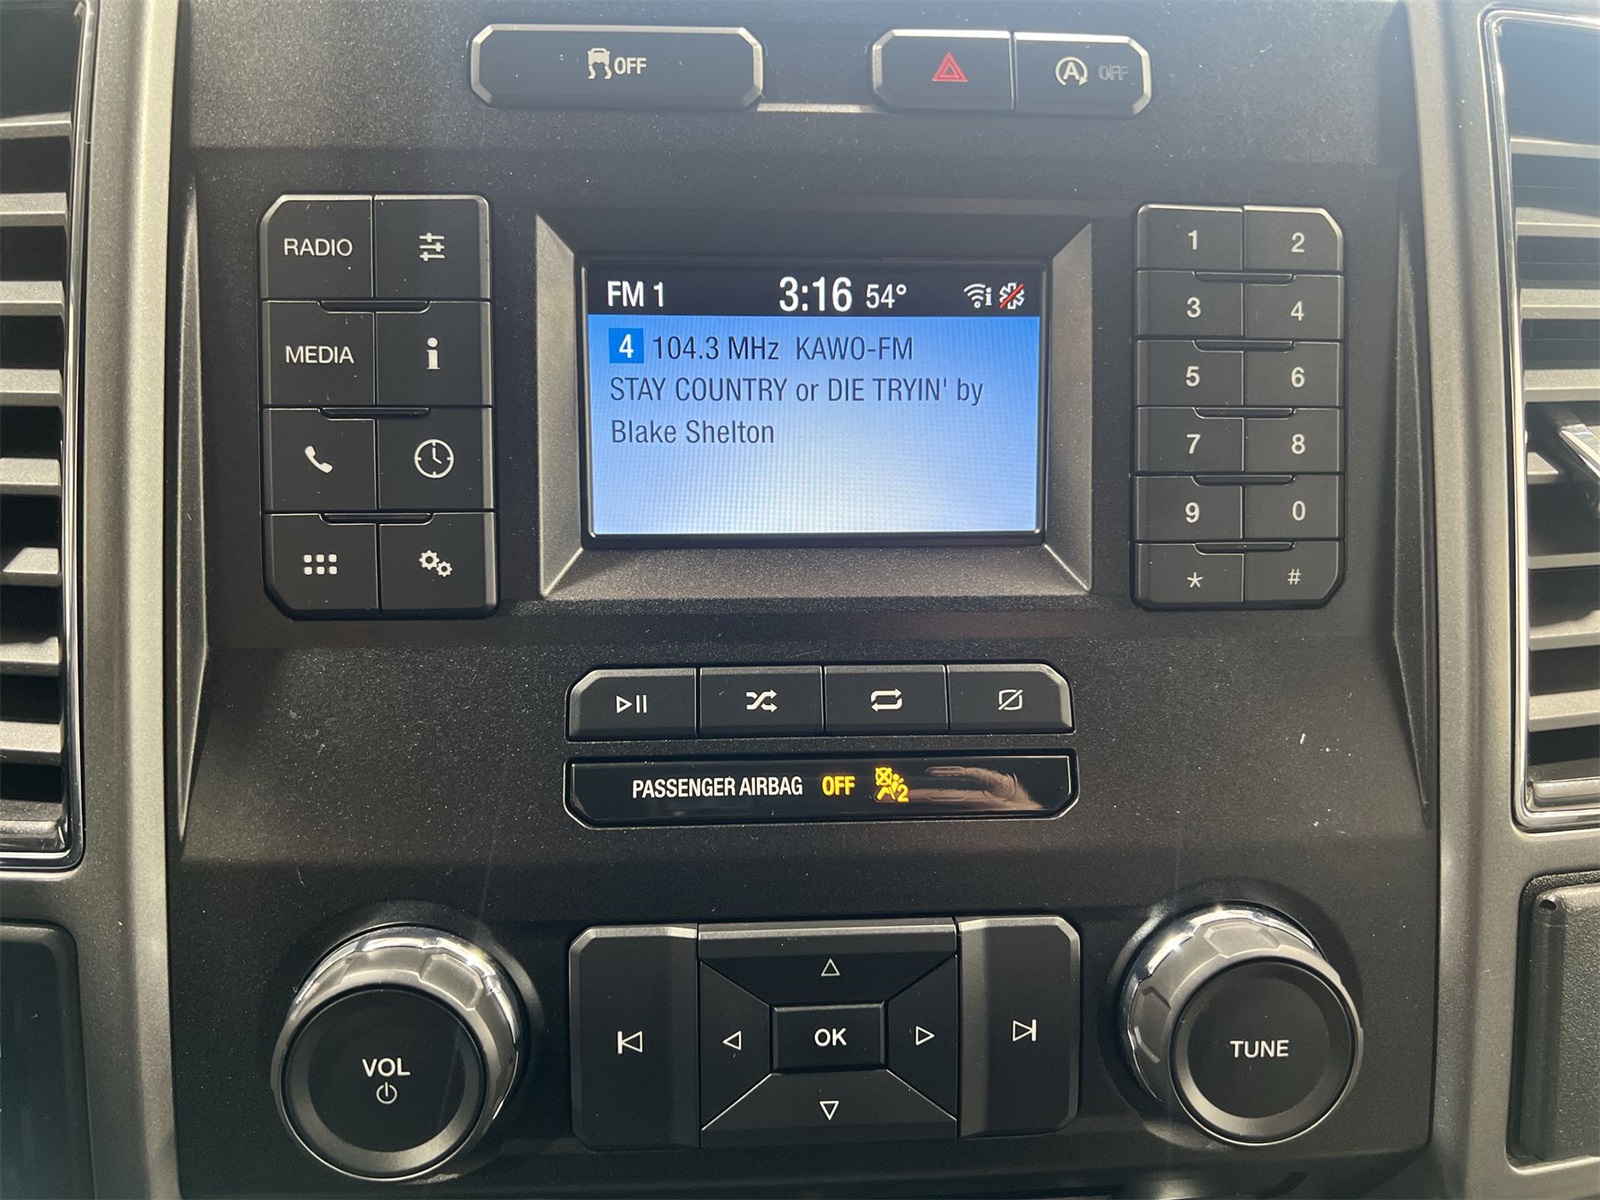 OFF
A OFF
RADIO
MEDIA
i
FM 1 3:16 54° i
4 104.3 MHz KAWO-FM
STAY COUNTRY or DIE TRYIN' by
Blake Shelton
1 2
3 4
5 6
7 8
9 0
* #
PASSENGER AIRBAG OFF 2
VOL
OK
TUNE